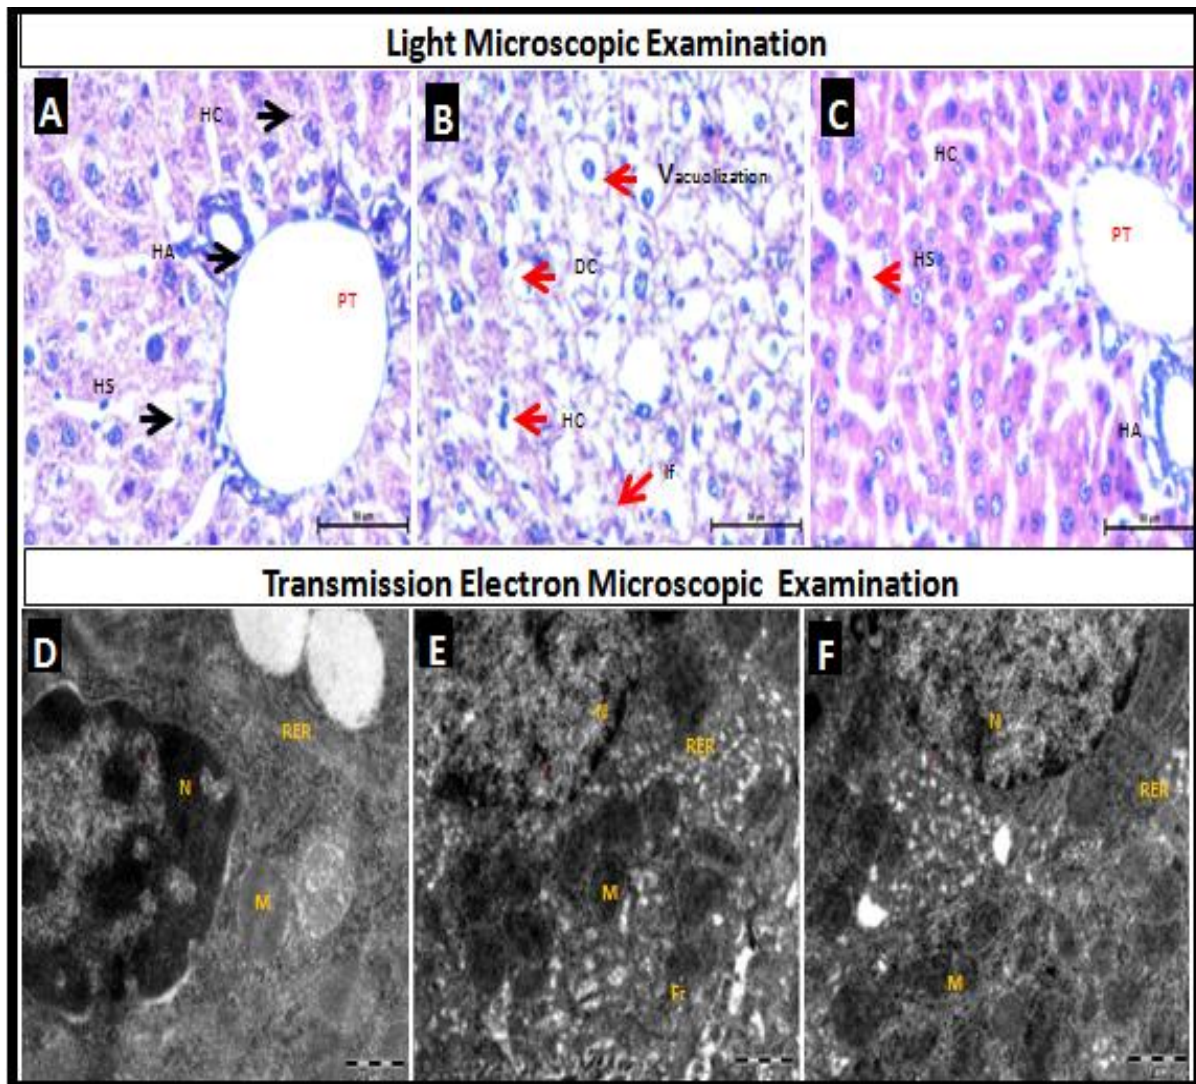 Light Microscopic Examination
A
HC
HA
PT
HS
B
Vacuolization
DC
HC
If
C
HC
PT
HS
HA
Transmission Electron Microscopic Examination
D
RER
N
M
E
N
RER
M
Fr
F
N
RER
M